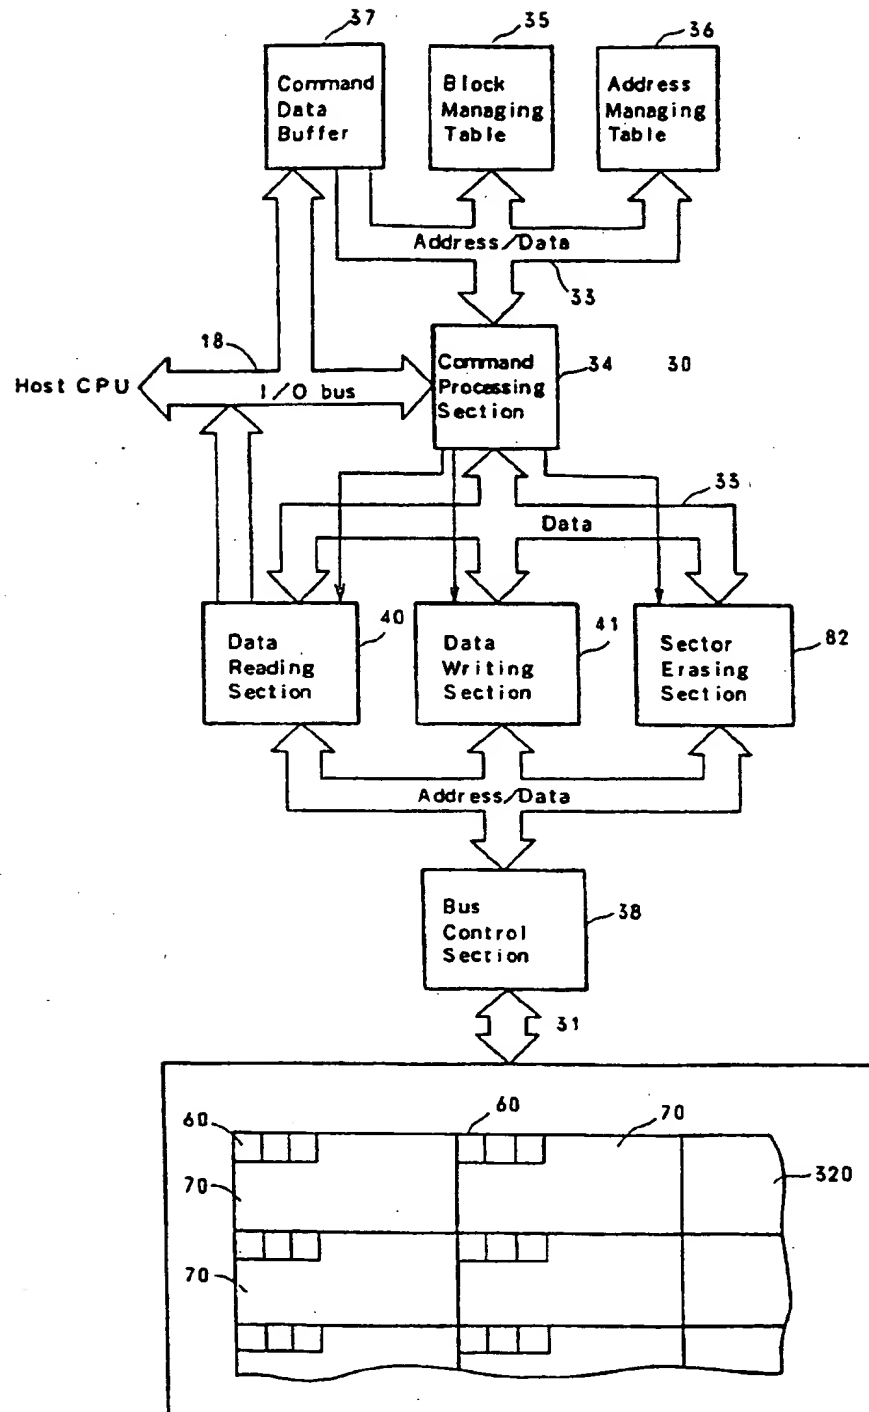 37
35
36
Command
Data
Buffer
Block
Managing
Table
Address
Managing
Table
Address/Data
33
18
Host CPU
I/O bus
Command
Processing
Section
34
30
33
Data
40
41
82
Data
Reading
Section
Data
Writing
Section
Sector
Erasing
Section
Address/Data
Bus
Control
Section
38
31
60
60
70
70
320
70